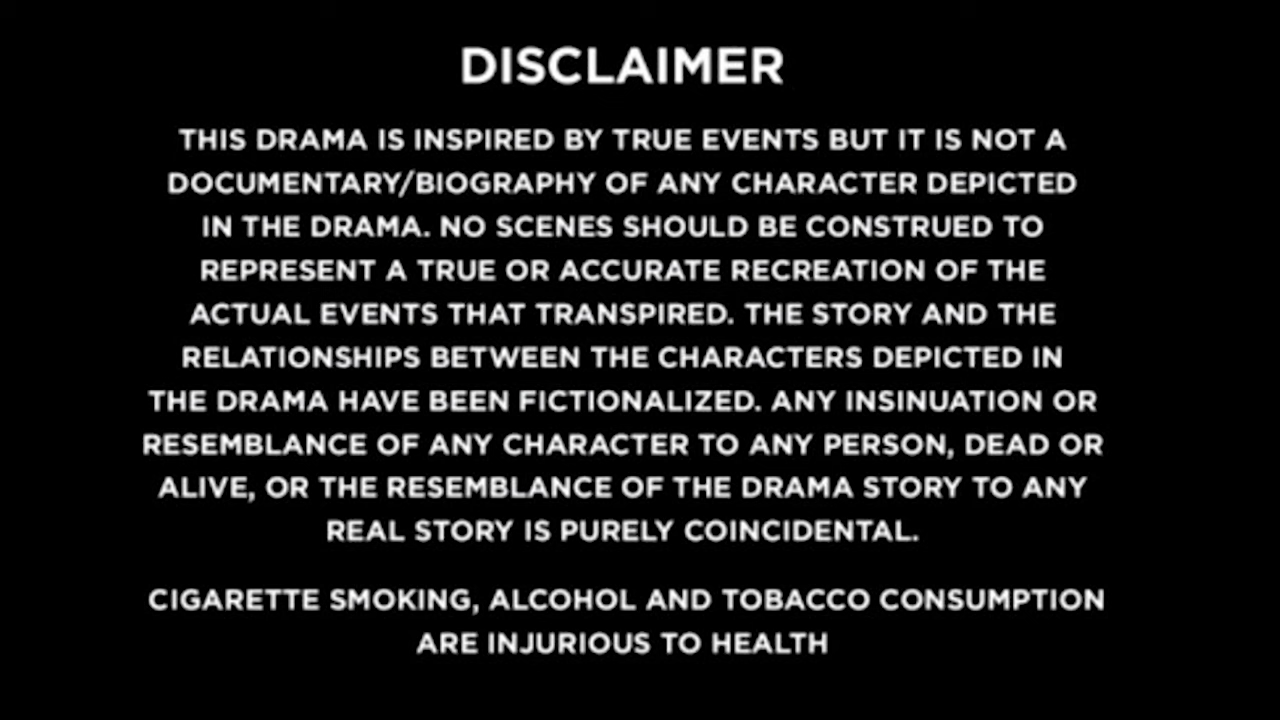 DISCLAIMER
THIS DRAMA IS INSPIRED BY TRUE EVENTS BUT IT IS NOT A
DOCUMENTARY/BIOGRAPHY OF ANY CHARACTER DEPICTED
IN THE DRAMA. NO SCENES SHOULD BE CONSTRUED TO
REPRESENT A TRUE OR ACCURATE RECREATION OF THE
ACTUAL EVENTS THAT TRANSPIRED. THE STORY AND THE
RELATIONSHIPS BETWEEN THE CHARACTERS DEPICTED IN
THE DRAMA HAVE BEEN FICTIONALIZED. ANY INSINUATION OR
RESEMBLANCE OF ANY CHARACTER TO ANY PERSON, DEAD OR
ALIVE, OR THE RESEMBLANCE OF THE DRAMA STORY TO ANY
REAL STORY IS PURELY COINCIDENTAL.
CIGARETTE SMOKING, ALCOHOL AND TOBACCO CONSUMPTION
ARE INJURIOUS TO HEALTH